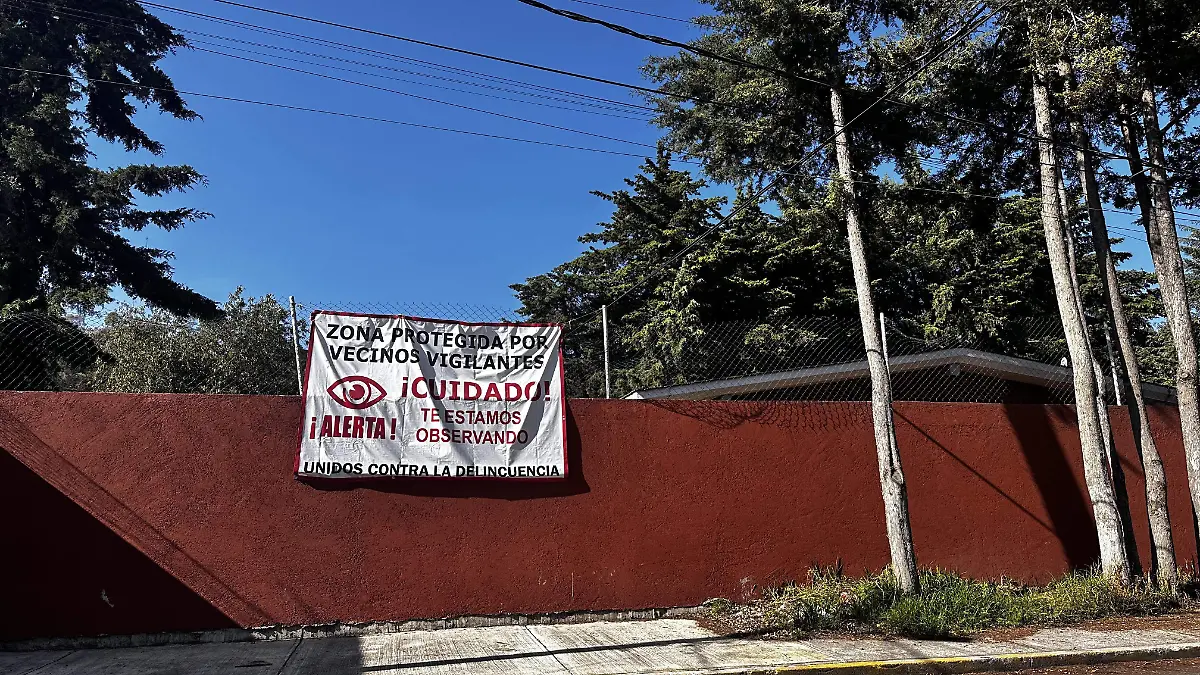 ZONA PROTEGIDA POR
VECINOS VIGILANTES
¡CUIDADO!
¡ALERTA!
TE ESTAMOS
OBSERVANDO
UNIDOS CONTRA LA DELINCUENCIA